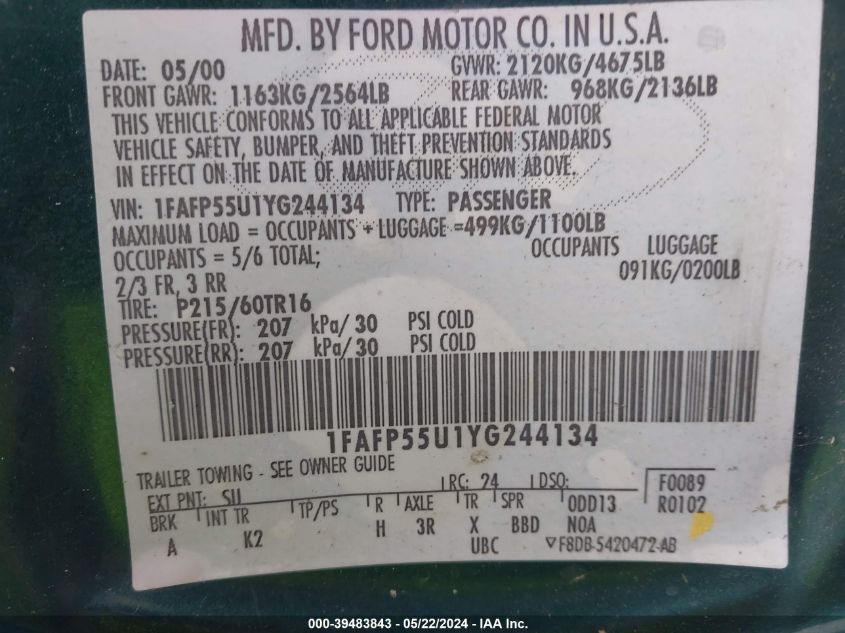 MFD. BY FORD MOTOR CO. IN U.S.A.
DATE: 05/00 GVWR: 2120KG/4675LB
FRONT GAWR: 1163KG/2564LB REAR GAWR: 968KG/2136LB
THIS VEHICLE CONFORMS TO ALL APPLICABLE FEDERAL MOTOR
VEHICLE SAFETY, BUMPER, AND THEFT PREVENTION STANDARDS
IN EFFECT ON THE DATE OF MANUFACTURE SHOWN ABOVE.
VIN: 1FAFP55U1YG244134 TYPE: PASSENGER
MAXIMUM LOAD = OCCUPANTS + LUGGAGE =499KG/1100LB
OCCUPANTS = 5/6 TOTAL; OCCUPANTS LUGGAGE
2/3 FR, 3 RR 091KG/0200LB
TIRE: P215/60TR16
PRESSURE(FR): 207 kPa/ 30 PSI COLD
PRESSURE(RR): 207 kPa/ 30 PSI COLD
1FAFP55U1YG244134
TRAILER TOWING - SEE OWNER GUIDE
EXT PNT: SU RC: 24 DSO: F0089
BRK INT TR TP/PS R AXLE TR SPR ODD13 R0102
A K2 H 3R X BBD NOA
UBC F8DB-5420472-AB
000-39483843 - 05/22/2024 - IAA Inc.